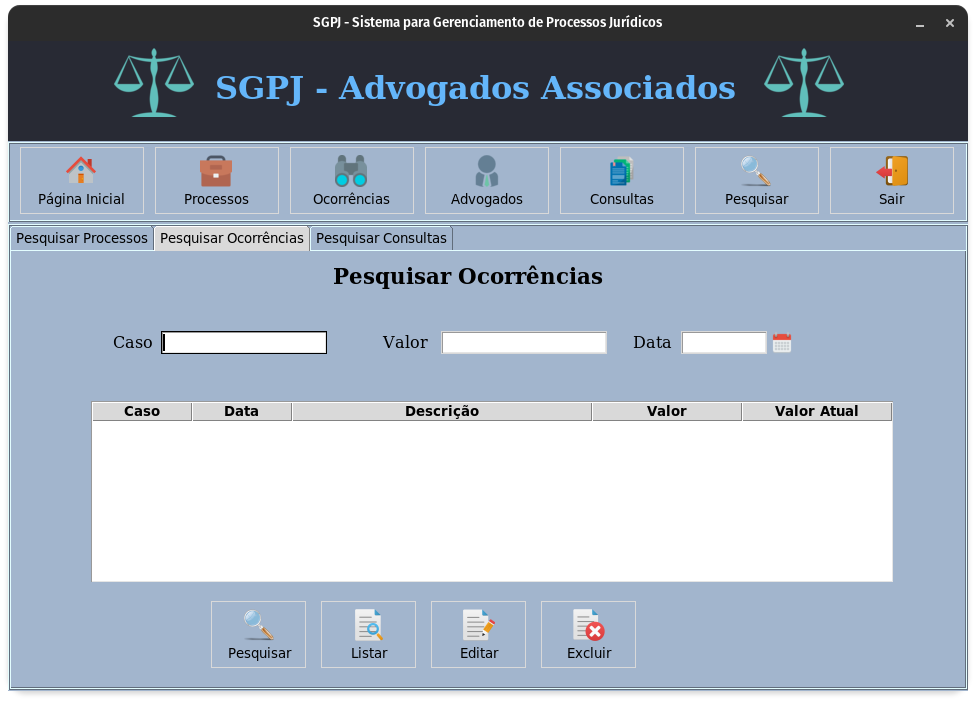 SGPJ - Sistema para Gerenciamento de Processos Jurídicos
SGPJ - Advogados Associados
Página Inicial Processos Ocorrências Advogados Consultas Pesquisar Sair
Pesquisar Processos Pesquisar Ocorrências Pesquisar Consultas
Pesquisar Ocorrências
Caso Valor Data
Caso Data Descrição Valor Valor Atual
Pesquisar Listar Editar Excluir